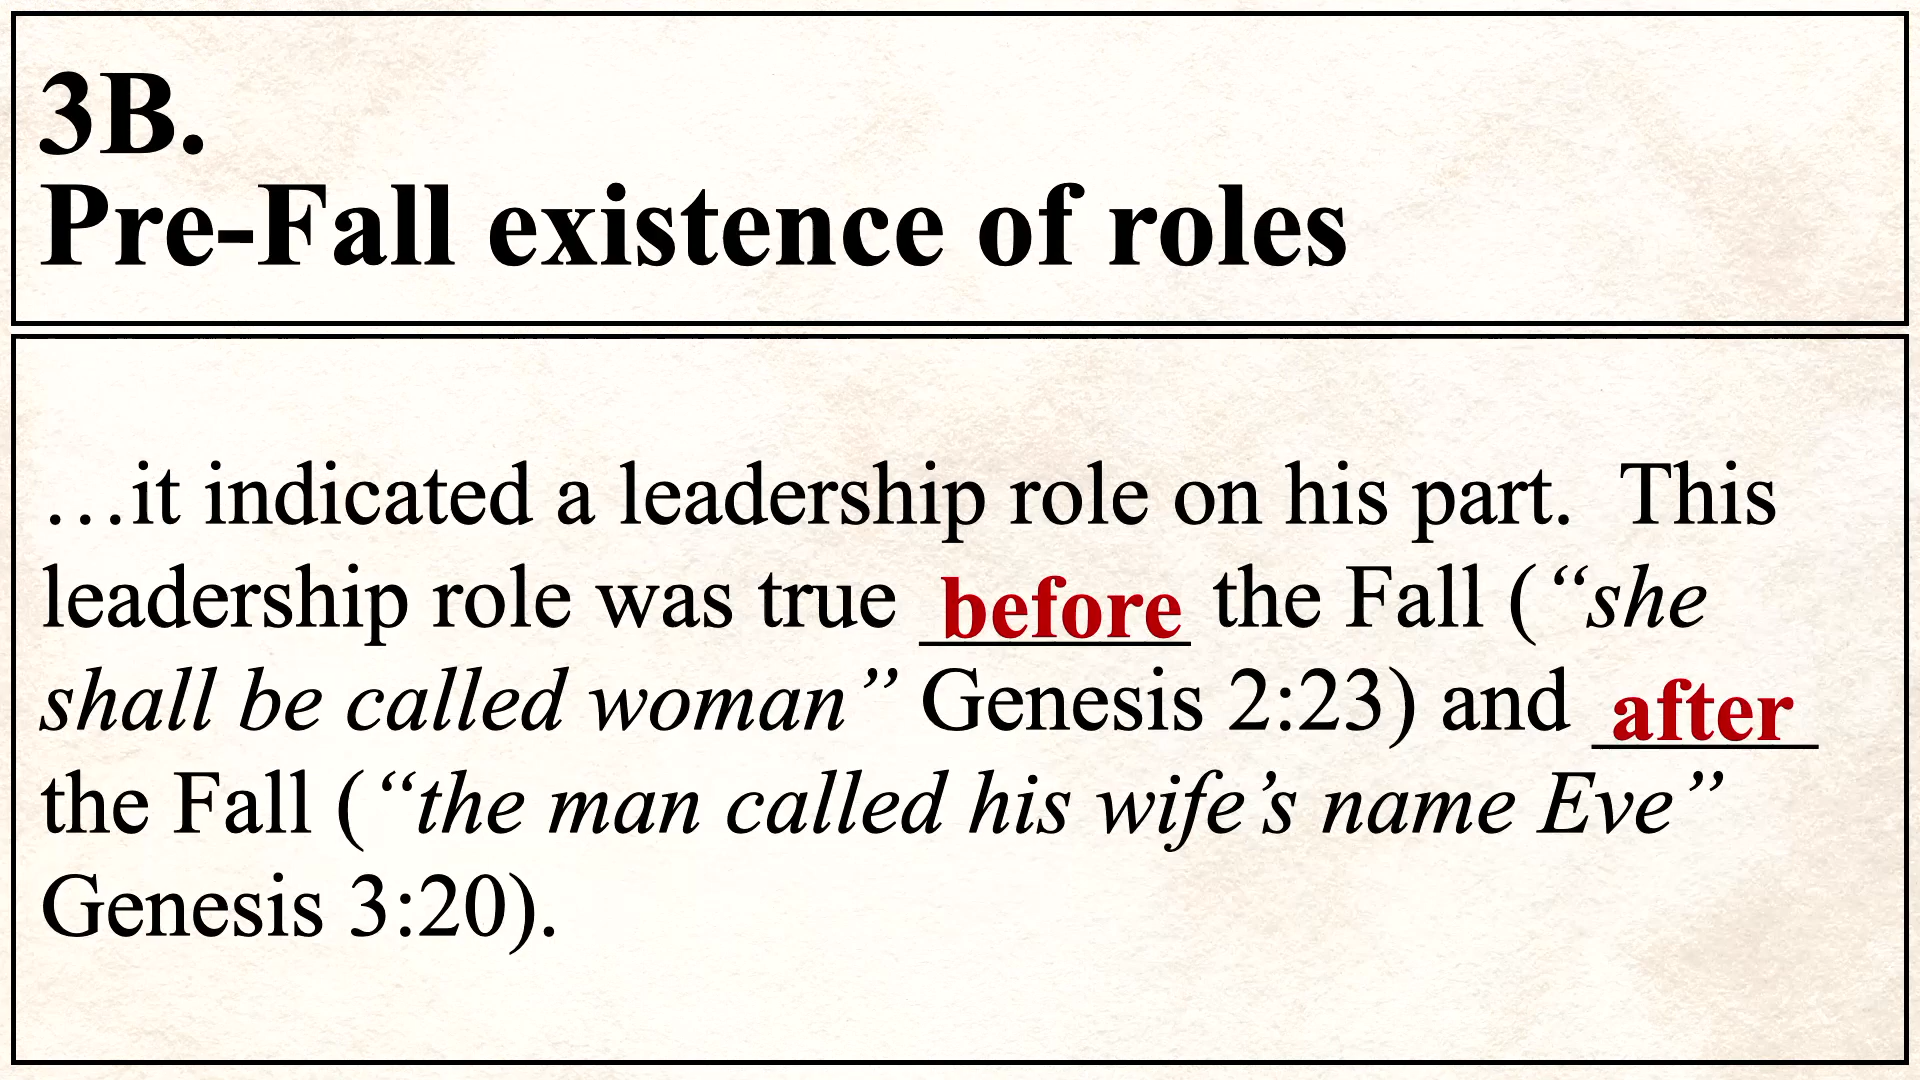 3B.
Pre-Fall existence of roles
…it indicated a leadership role on his part.  This
leadership role was true before the Fall (“she
shall be called woman” Genesis 2:23) and after
the Fall (“the man called his wife’s name Eve”
Genesis 3:20).